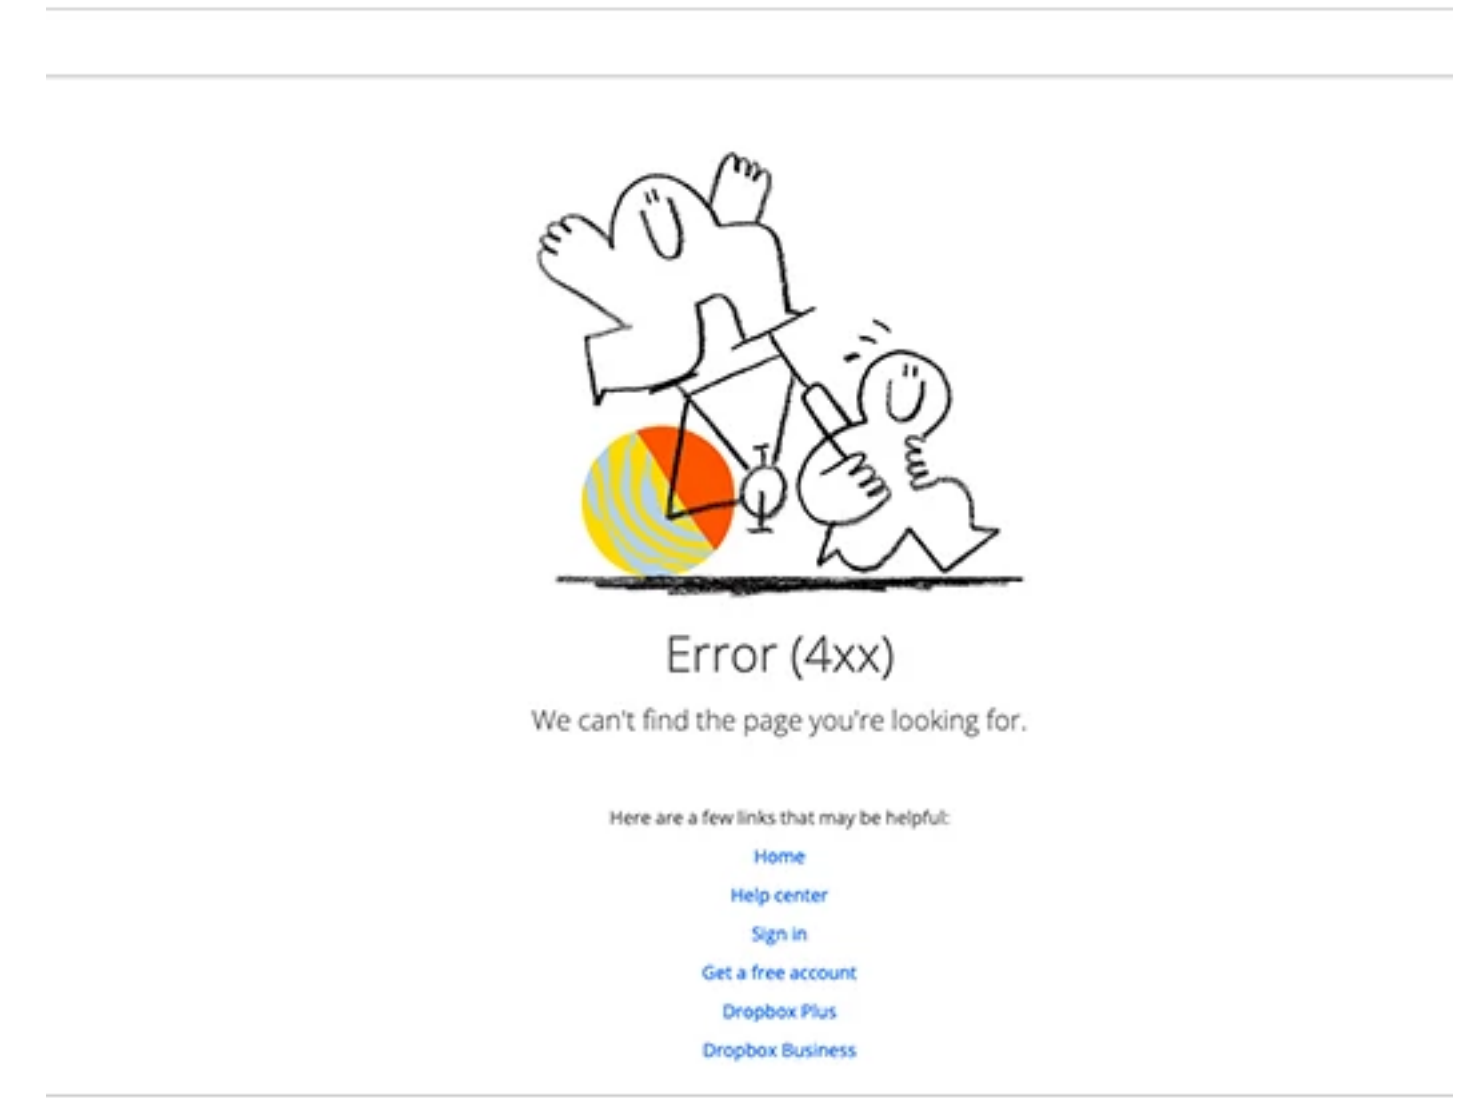 Error (4xx)
We can't find the page you're looking for.
Here are a few links that may be helpful:
Home
Help center
Sign in
Get a free account
Dropbox Plus
Dropbox Business